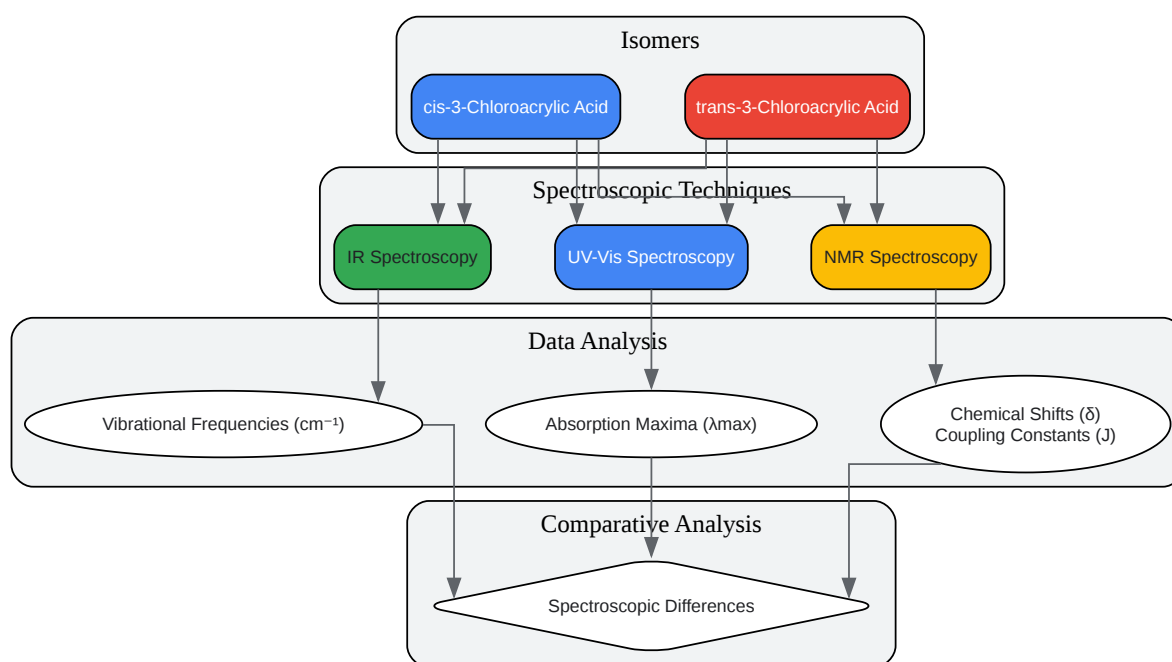 Isomers
cis-3-Chloroacrylic Acid
trans-3-Chloroacrylic Acid
Spectroscopic Techniques
IR Spectroscopy
UV-Vis Spectroscopy
NMR Spectroscopy
Data Analysis
Vibrational Frequencies (cm⁻¹)
Absorption Maxima (λmax)
Chemical Shifts (δ)
Coupling Constants (J)
Comparative Analysis
Spectroscopic Differences